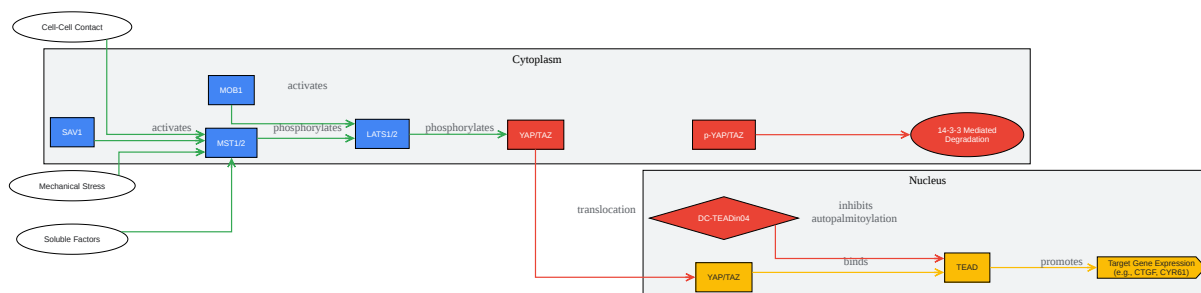 Cell-Cell Contact
Cytoplasm
MOB1
activates
SAV1
activates
MST1/2
phosphorylates
LATS1/2
phosphorylates
YAP/TAZ
p-YAP/TAZ
14-3-3 Mediated
Degradation
Mechanical Stress
Nucleus
Soluble Factors
translocation
DC-TEADin04
inhibits
autopalmitoylation
YAP/TAZ
binds
TEAD
promotes
Target Gene Expression
(e.g., CTGF, CYR61)